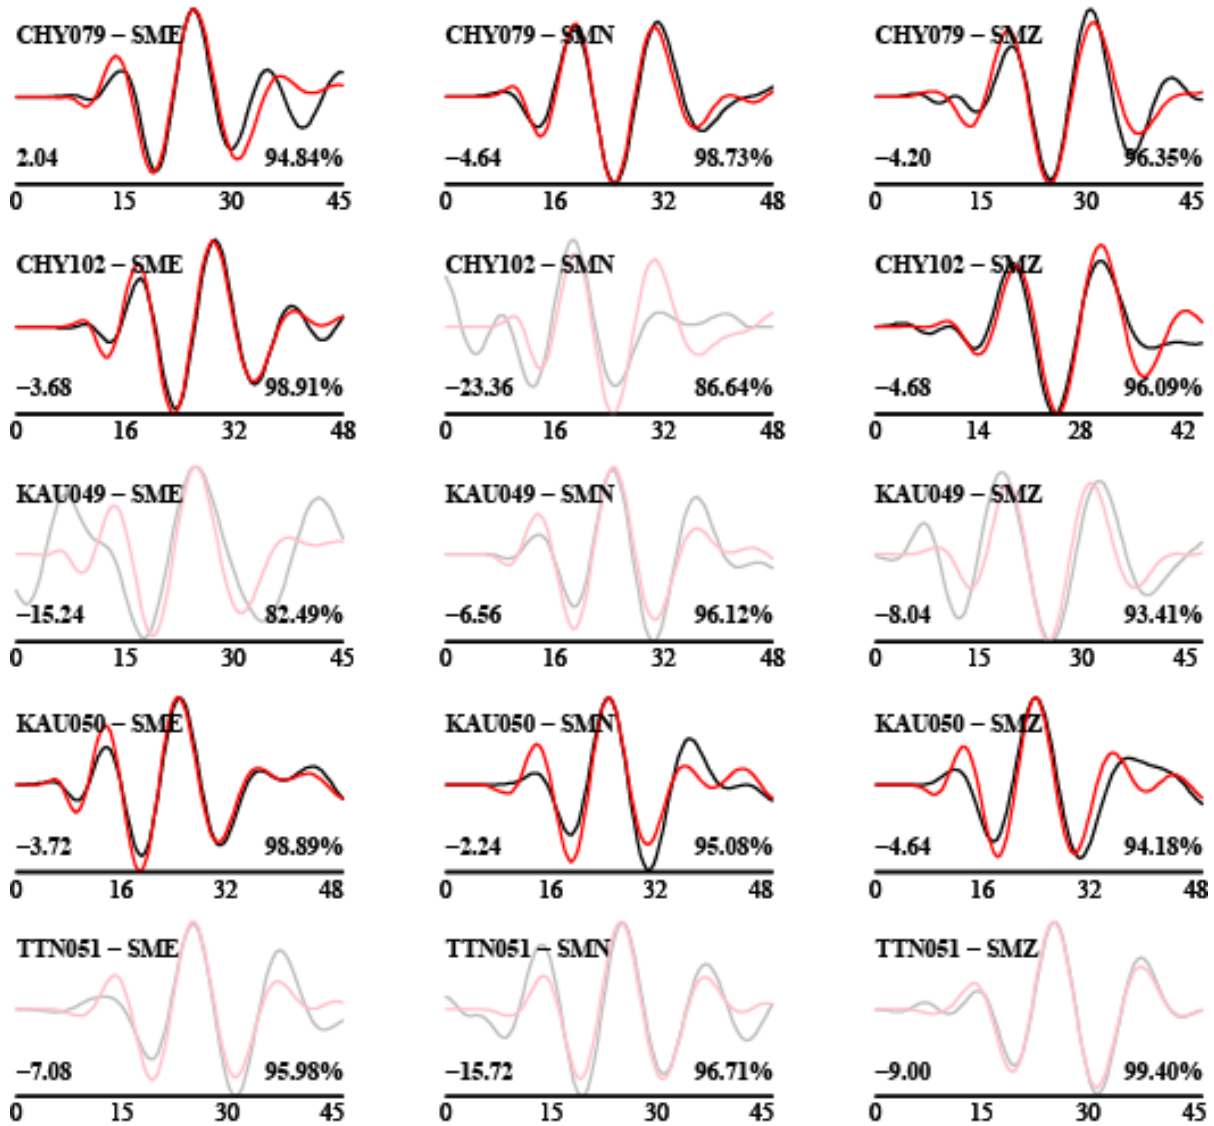 CHY079 – SME CHY079 – SMN CHY079 – SMZ
2.04 94.84% –4.64 98.73% –4.20 96.35%
0 15 30 45 0 16 32 48 0 15 30 45
CHY102 – SME CHY102 – SMN CHY102 – SMZ
–3.68 98.91% –23.36 86.64% –4.68 96.09%
0 16 32 48 0 16 32 48 0 14 28 42
KAU049 – SME KAU049 – SMN KAU049 – SMZ
–15.24 82.49% –6.56 96.12% –8.04 93.41%
0 15 30 45 0 16 32 48 0 15 30 45
KAU050 – SME KAU050 – SMN KAU050 – SMZ
–3.72 98.89% –2.24 95.08% –4.64 94.18%
0 16 32 48 0 16 32 48 0 16 32 48
TTN051 – SME TTN051 – SMN TTN051 – SMZ
–7.08 95.98% –15.72 96.71% –9.00 99.40%
0 15 30 45 0 15 30 45 0 15 30 45